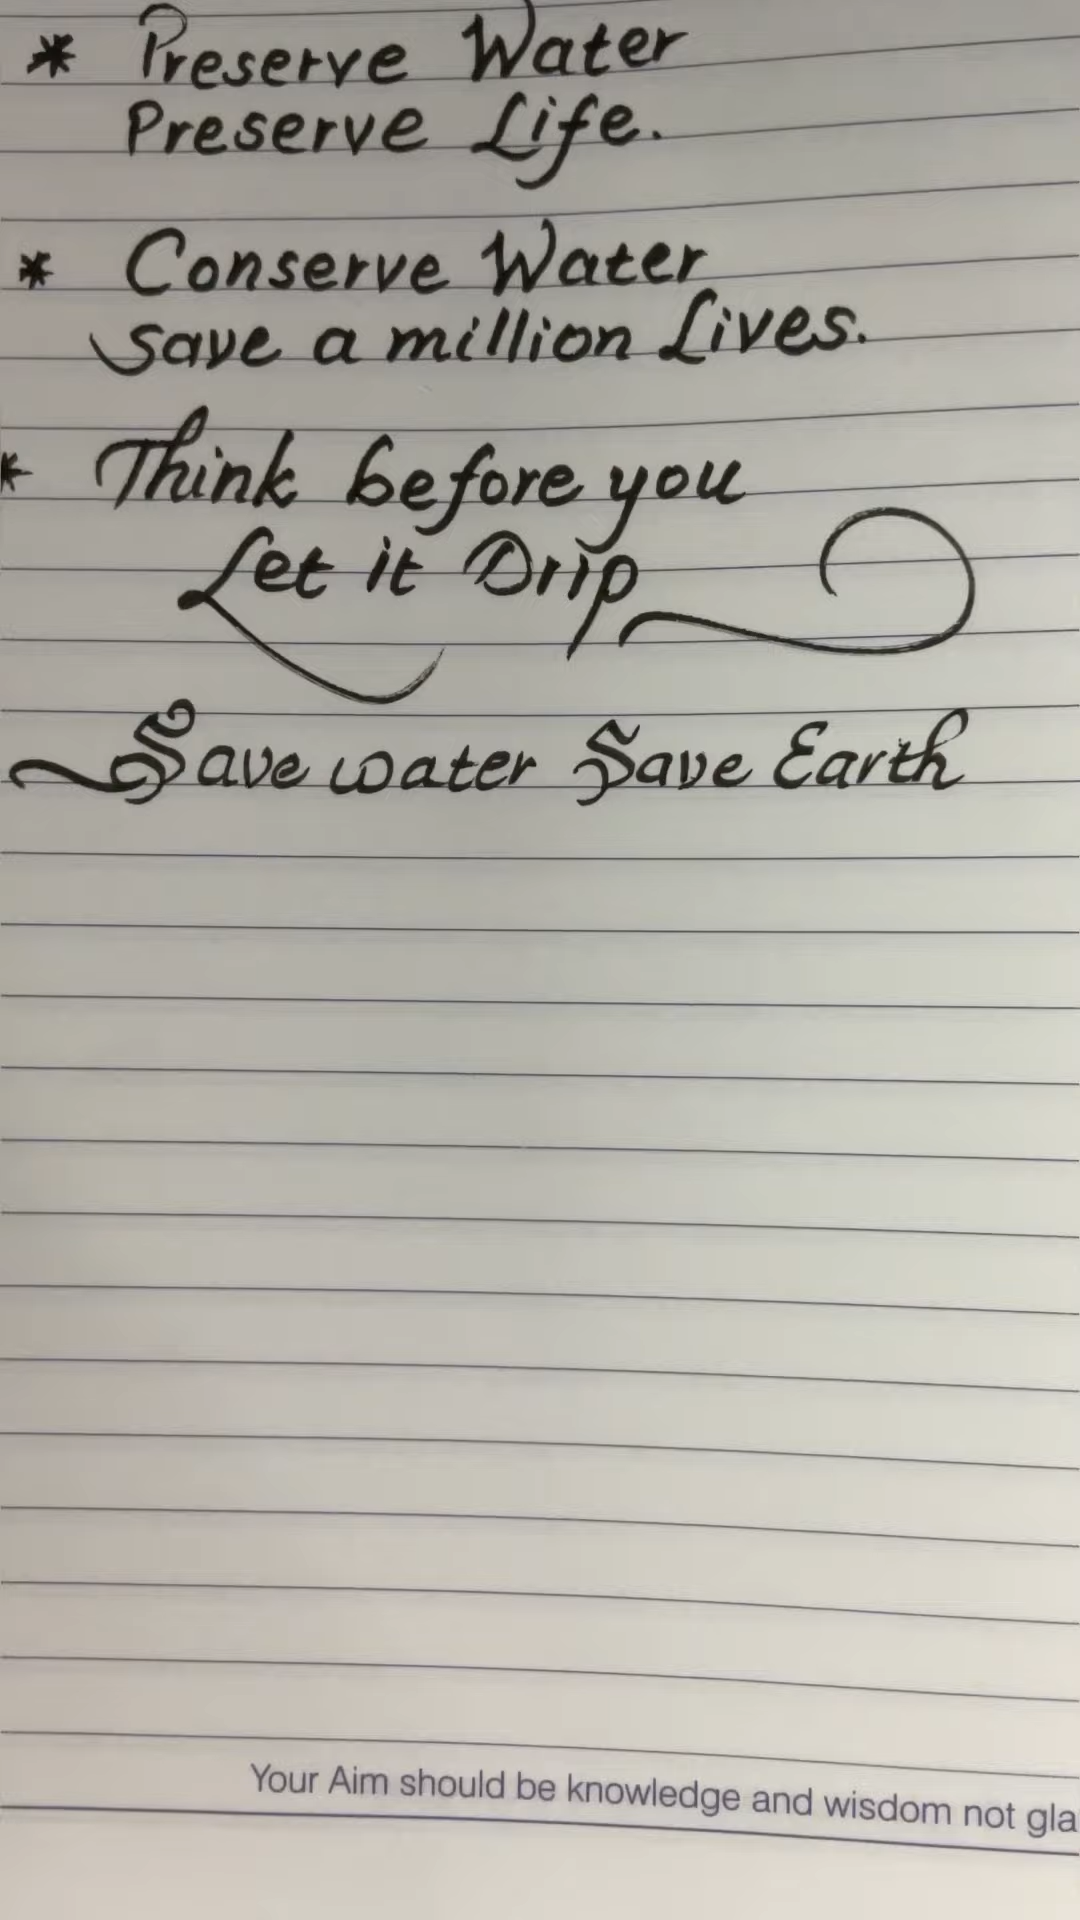 * Preserve Water
Preserve Life.
* Conserve Water
save a million Lives.
* Think before you
Let it Drip
Save water Save Earth
Your Aim should be knowledge and wisdom not